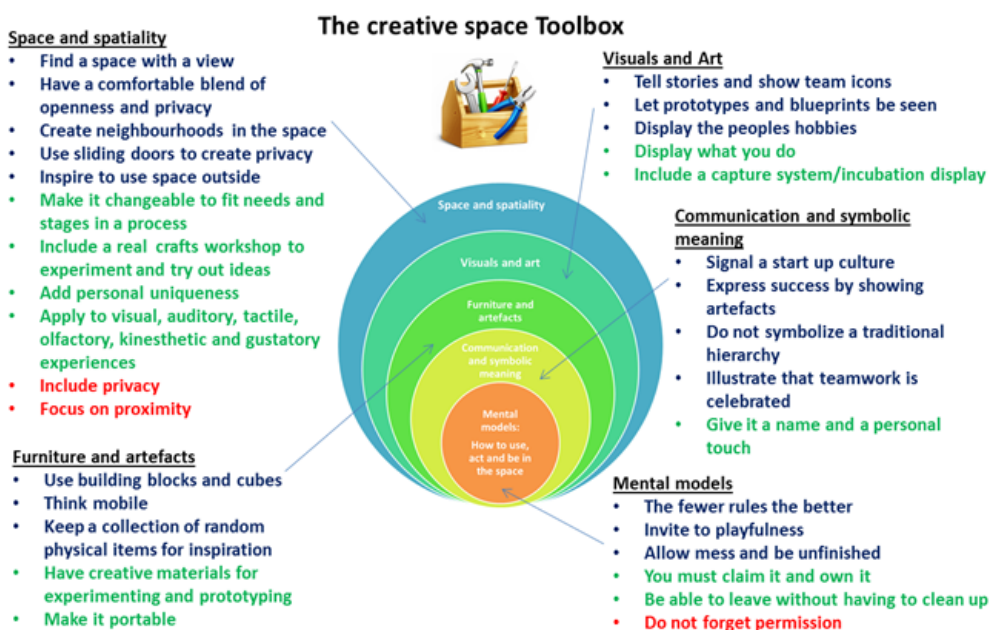 The creative space Toolbox
Space and spatiality
• Find a space with a view
• Have a comfortable blend of
openness and privacy
• Create neighbourhoods in the space
• Use sliding doors to create privacy
• Inspire to use space outside
• Make it changeable to fit needs and
stages in a process
• Include a real crafts workshop to
experiment and try out ideas
• Add personal uniqueness
• Apply to visual, auditory, tactile,
olfactory, kinesthetic and gustatory
experiences
• Include privacy
• Focus on proximity
Furniture and artefacts
• Use building blocks and cubes
• Think mobile
• Keep a collection of random
physical items for inspiration
• Have creative materials for
experimenting and prototyping
• Make it portable
Space and spatiality
Visuals and art
Furniture and
artefacts
Communication
and symbolic
meaning
Mental
models:
How to use,
act and be in
the space
Visuals and Art
• Tell stories and show team icons
• Let prototypes and blueprints be seen
• Display the peoples hobbies
• Display what you do
• Include a capture system/incubation display
Communication and symbolic
meaning
• Signal a start up culture
• Express success by showing
artefacts
• Do not symbolize a traditional
hierarchy
• Illustrate that teamwork is
celebrated
• Give it a name and a personal
touch
Mental models
• The fewer rules the better
• Invite to playfulness
• Allow mess and be unfinished
• You must claim it and own it
• Be able to leave without having to clean up
• Do not forget permission